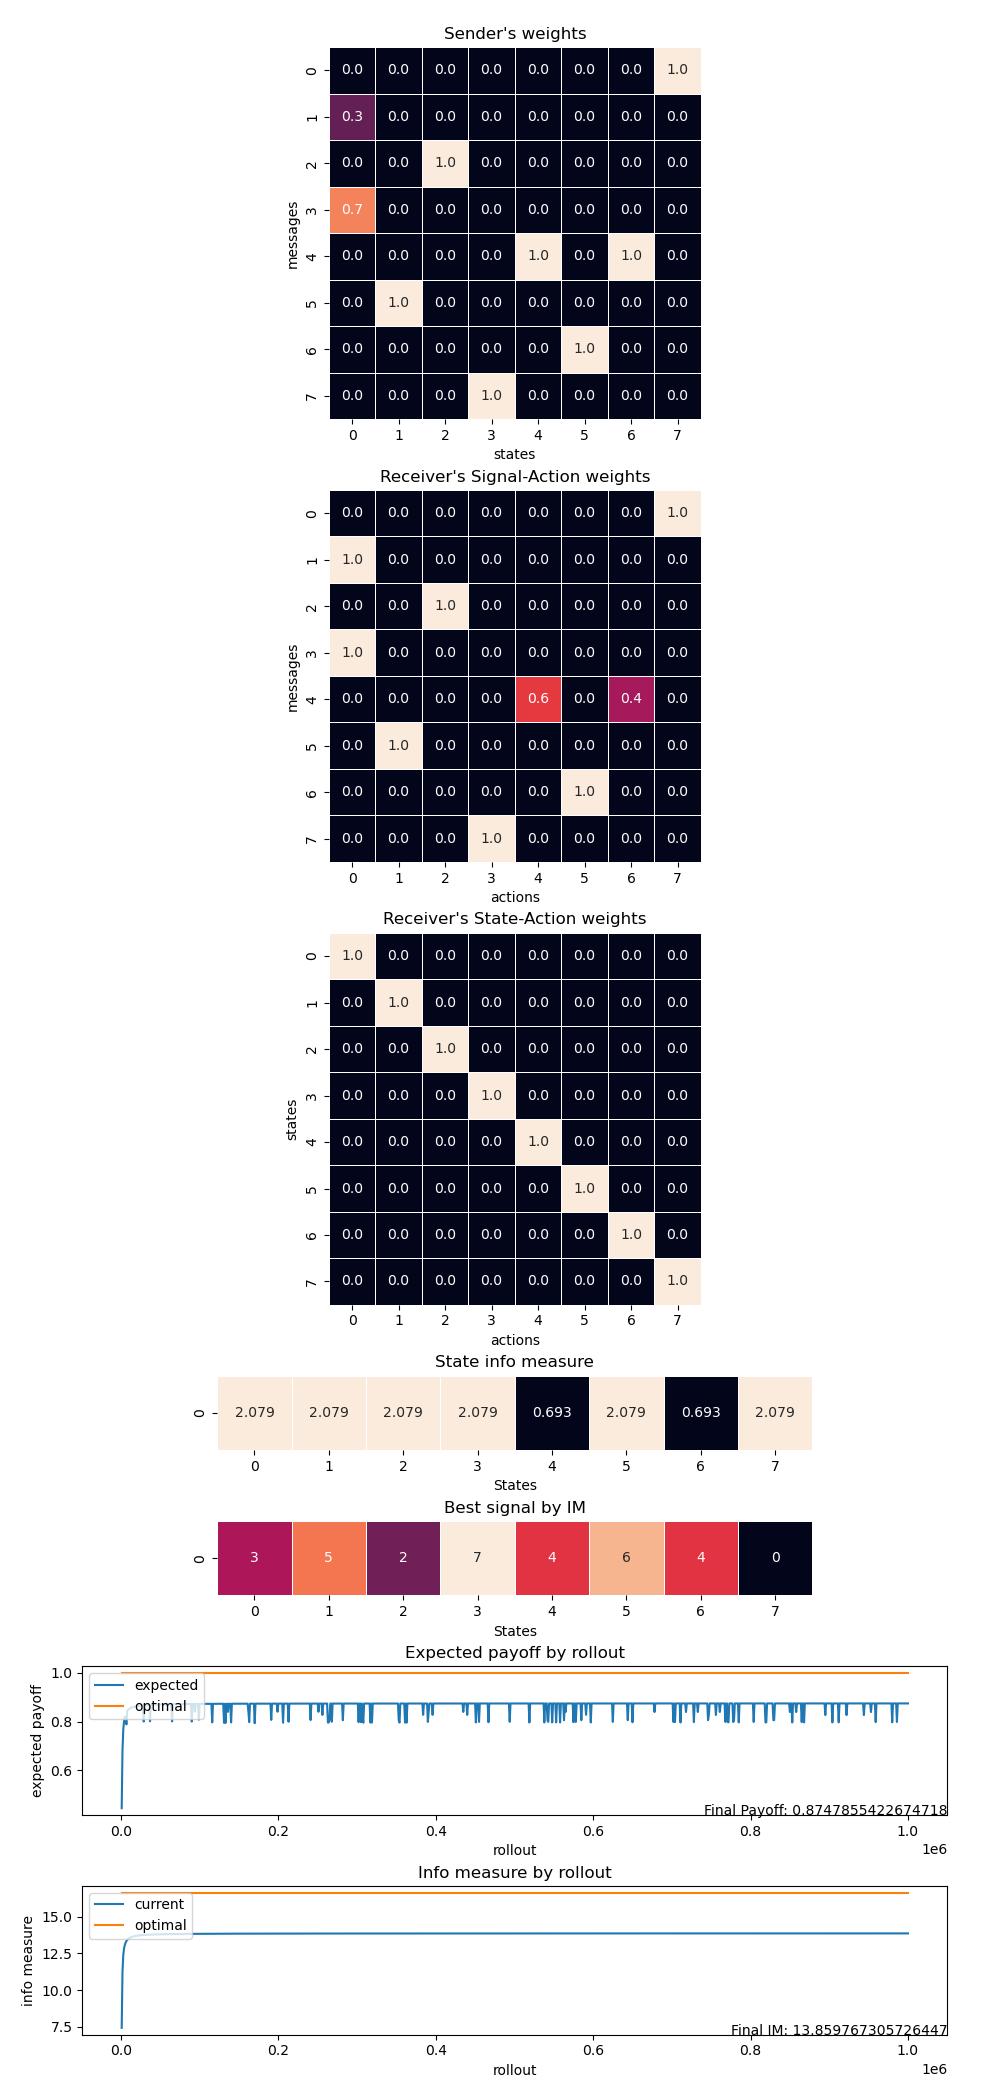 Sender's weights
0 0.0 0.0 0.0 0.0 0.0 0.0 0.0 1.0
1 0.3 0.0 0.0 0.0 0.0 0.0 0.0 0.0
2 0.0 0.0 1.0 0.0 0.0 0.0 0.0 0.0
3 0.7 0.0 0.0 0.0 0.0 0.0 0.0 0.0
messages
4 0.0 0.0 0.0 0.0 1.0 0.0 1.0 0.0
5 0.0 1.0 0.0 0.0 0.0 0.0 0.0 0.0
6 0.0 0.0 0.0 0.0 0.0 1.0 0.0 0.0
7 0.0 0.0 0.0 1.0 0.0 0.0 0.0 0.0
0 1 2 3 4 5 6 7
states
Receiver's Signal-Action weights
0 0.0 0.0 0.0 0.0 0.0 0.0 0.0 1.0
1 1.0 0.0 0.0 0.0 0.0 0.0 0.0 0.0
2 0.0 0.0 1.0 0.0 0.0 0.0 0.0 0.0
3 1.0 0.0 0.0 0.0 0.0 0.0 0.0 0.0
messages
4 0.0 0.0 0.0 0.0 0.6 0.0 0.4 0.0
5 0.0 1.0 0.0 0.0 0.0 0.0 0.0 0.0
6 0.0 0.0 0.0 0.0 0.0 1.0 0.0 0.0
7 0.0 0.0 0.0 1.0 0.0 0.0 0.0 0.0
0 1 2 3 4 5 6 7
actions
Receiver's State-Action weights
0 1.0 0.0 0.0 0.0 0.0 0.0 0.0 0.0
1 0.0 1.0 0.0 0.0 0.0 0.0 0.0 0.0
2 0.0 0.0 1.0 0.0 0.0 0.0 0.0 0.0
3 0.0 0.0 0.0 1.0 0.0 0.0 0.0 0.0
states
4 0.0 0.0 0.0 0.0 1.0 0.0 0.0 0.0
5 0.0 0.0 0.0 0.0 0.0 1.0 0.0 0.0
6 0.0 0.0 0.0 0.0 0.0 0.0 1.0 0.0
7 0.0 0.0 0.0 0.0 0.0 0.0 0.0 1.0
0 1 2 3 4 5 6 7
actions
State info measure
0 2.079 2.079 2.079 2.079 0.693 2.079 0.693 2.079
0 1 2 3 4 5 6 7
States
Best signal by IM
0 3 5 2 7 4 6 4 0
0 1 2 3 4 5 6 7
States
Expected payoff by rollout
expected payoff
1.0
0.8
0.6
expected
optimal
Final Payoff: 0.8747855422674718
0.0 0.2 0.4 0.6 0.8 1.0
1e6
rollout
Info measure by rollout
info measure
15.0
12.5
10.0
7.5
current
optimal
Final IM: 13.859767305726447
0.0 0.2 0.4 0.6 0.8 1.0
1e6
rollout